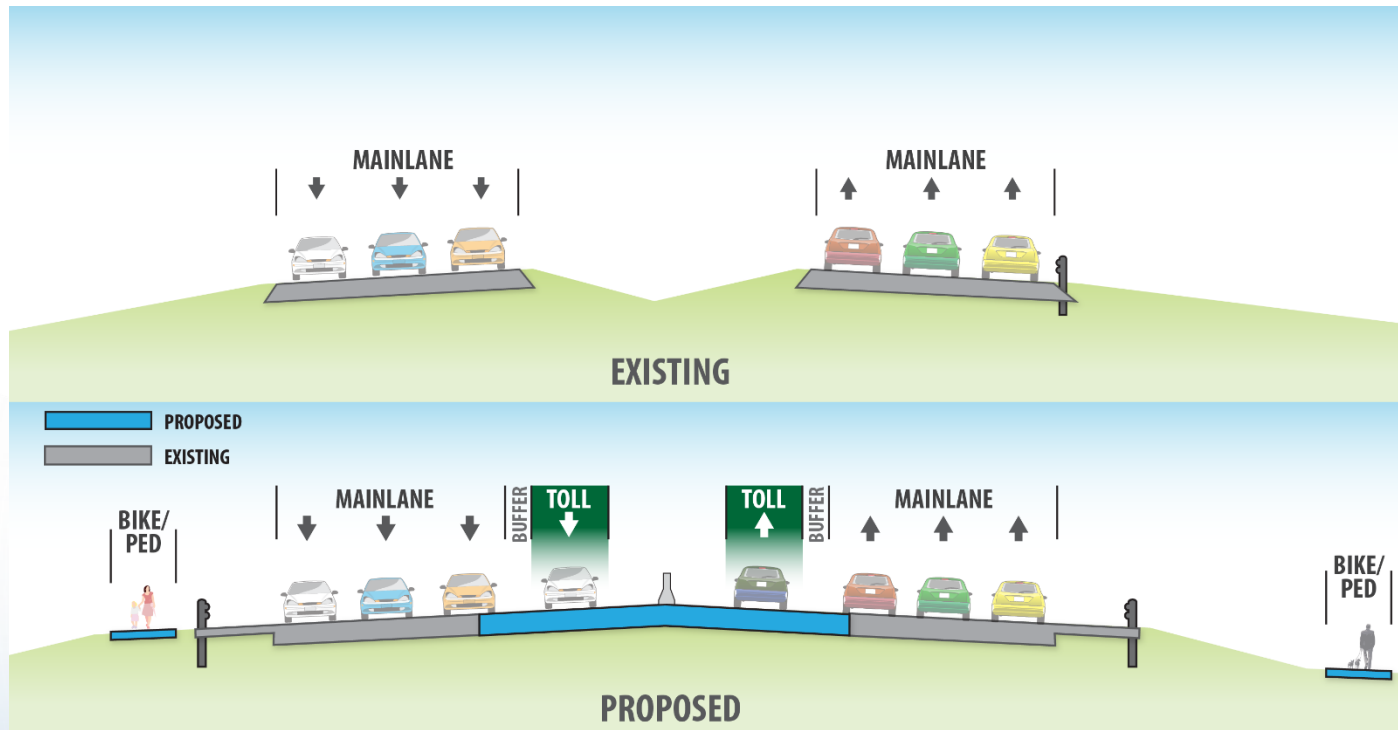 MAINLANE
MAINLANE
EXISTING
PROPOSED
EXISTING
BIKE/
PED
MAINLANE
BUFFER
TOLL
TOLL
BUFFER
MAINLANE
BIKE/
PED
PROPOSED